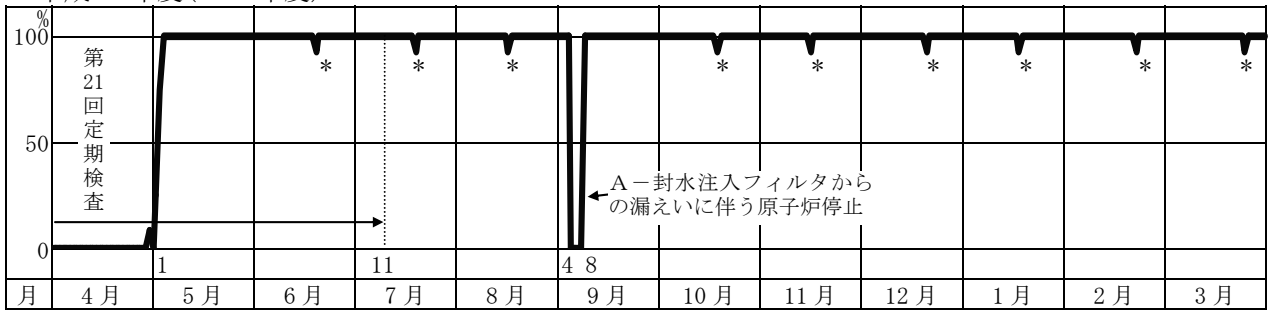 %
100
50
0
第21回定期検査
* * * * * * * * *
A-封水注入フィルタから
の漏えいに伴う原子炉停止
1 11 4 8
月 4月 5月 6月 7月 8月 9月 10月 11月 12月 1月 2月 3月